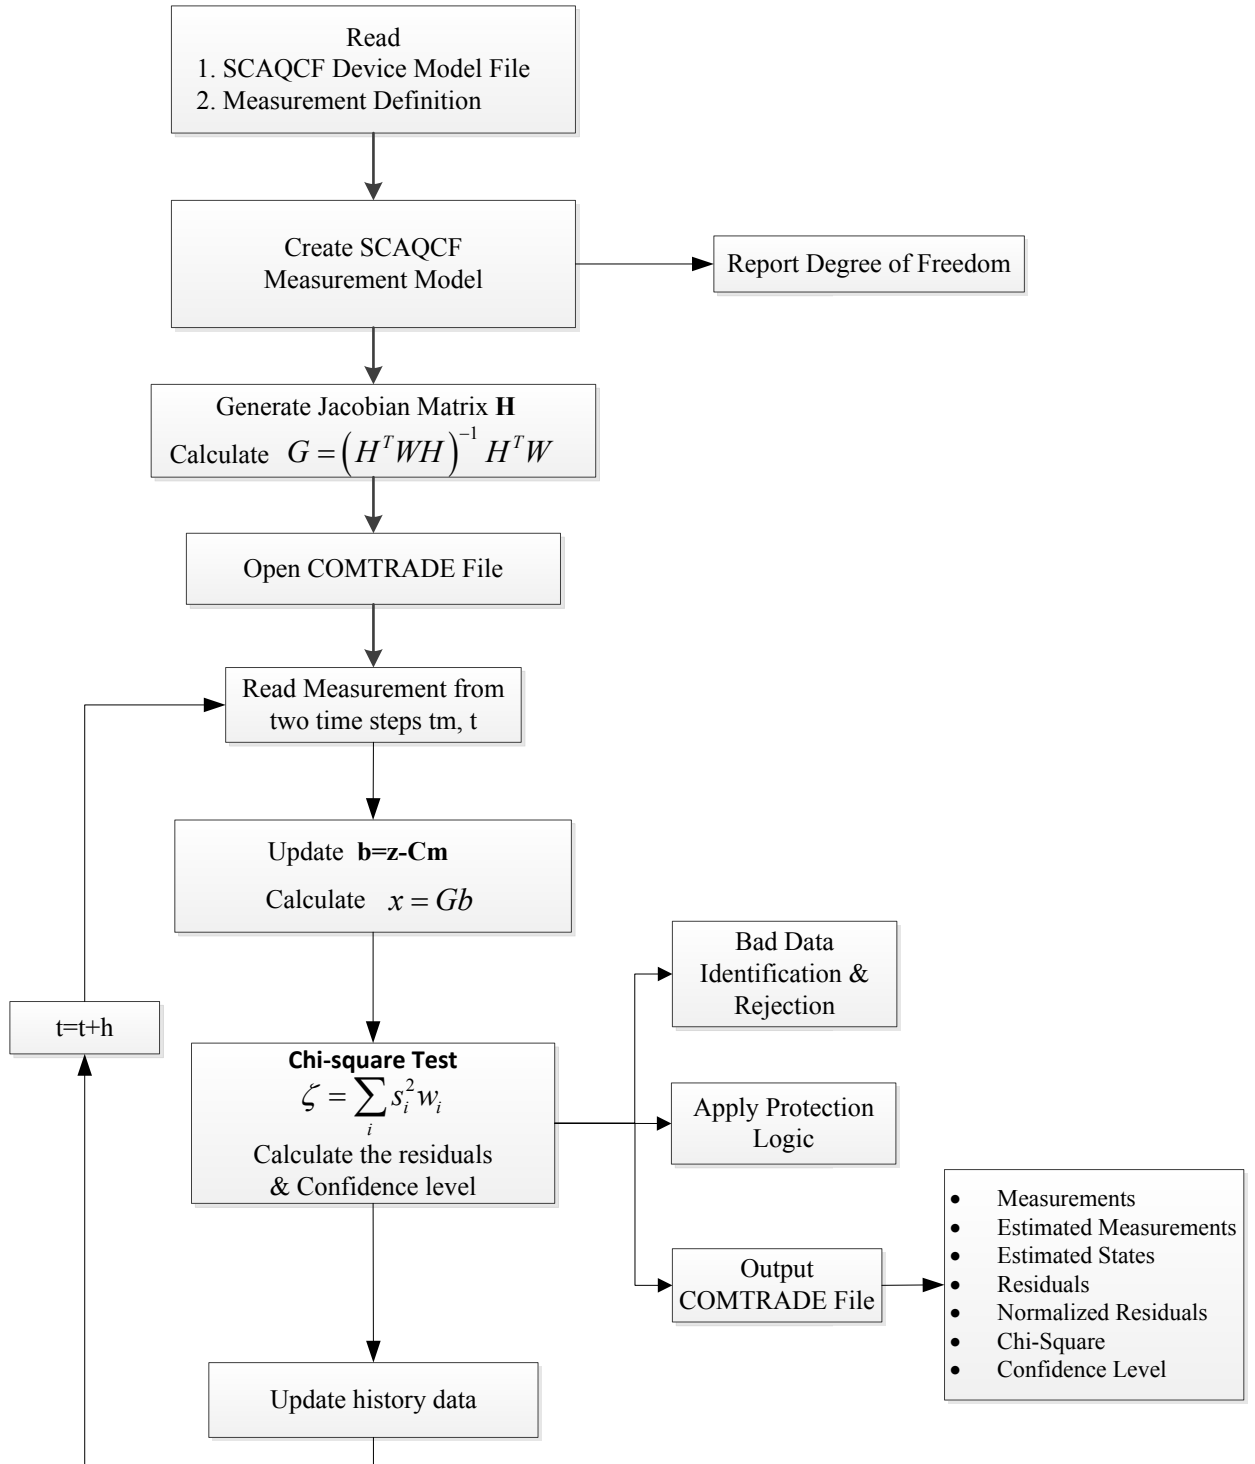 Read
1. SCAQCF Device Model File
2. Measurement Definition
Create SCAQCF
Measurement Model
Report Degree of Freedom
Generate Jacobian Matrix H
Calculate G = (H^T W H)^{-1} H^T W
Open COMTRADE File
Read Measurement from
two time steps tm, t
Update b=z-Cm
Calculate x = Gb
t=t+h
Chi-square Test
ζ = ∑_i s_i^2 w_i
Calculate the residuals
& Confidence level
Bad Data
Identification &
Rejection
Apply Protection
Logic
Output
COMTRADE File
• Measurements
• Estimated Measurements
• Estimated States
• Residuals
• Normalized Residuals
• Chi-Square
• Confidence Level
Update history data